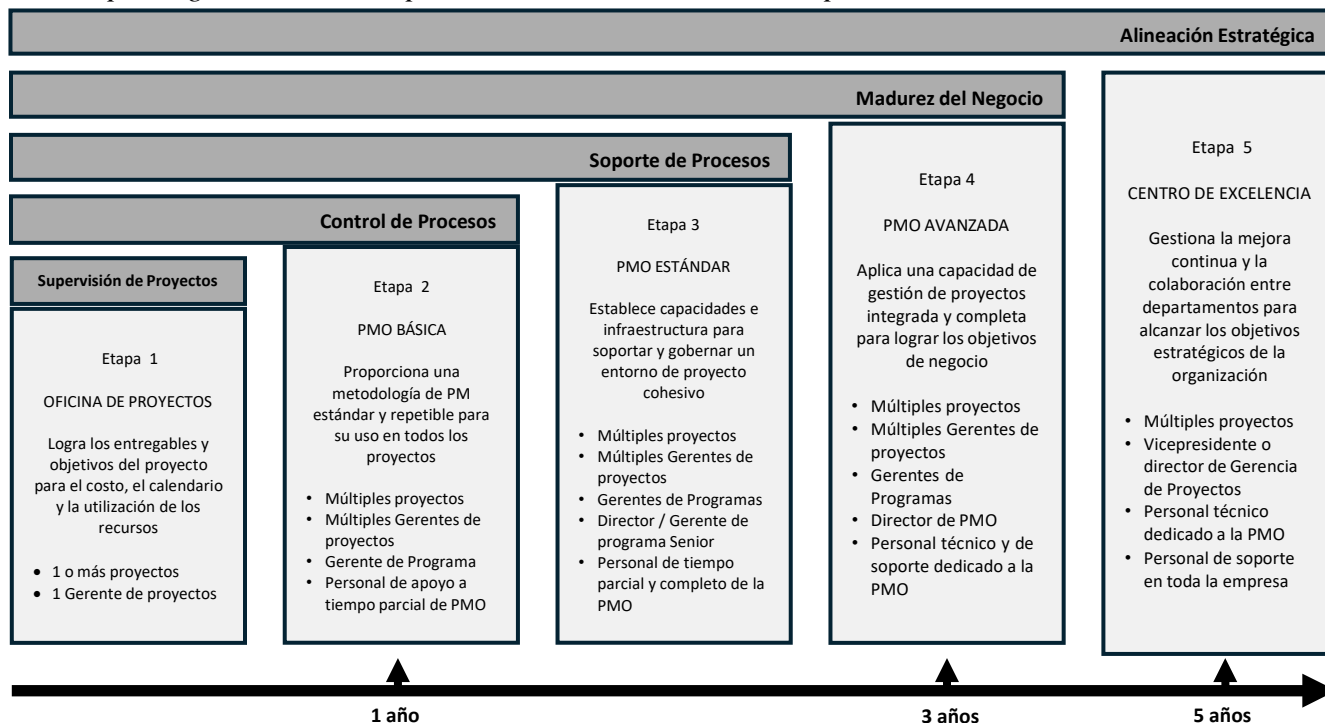 Alineación Estratégica
Madurez del Negocio
Soporte de Procesos
Control de Procesos
Supervisión de Proyectos
Etapa 1
OFICINA DE PROYECTOS
Logra los entregables y
objetivos del proyecto
para el costo, el calendario
y la utilización de los
recursos
• 1 o más proyectos
• 1 Gerente de proyectos
Etapa 2
PMO BÁSICA
Proporciona una
metodología de PM
estándar y repetible para
su uso en todos los
proyectos
• Múltiples proyectos
• Múltiples Gerentes de
proyectos
• Gerente de Programa
• Personal de apoyo a
tiempo parcial de PMO
Etapa 3
PMO ESTÁNDAR
Establece capacidades e
infraestructura para
soportar y gobernar un
entorno de proyecto
cohesivo
• Múltiples proyectos
• Múltiples Gerentes de
proyectos
• Gerentes de Programas
• Director / Gerente de
programa Senior
• Personal de tiempo
parcial y completo de la
PMO
Etapa 4
PMO AVANZADA
Aplica una capacidad de
gestión de proyectos
integrada y completa
para lograr los objetivos
de negocio
• Múltiples proyectos
• Múltiples Gerentes de
proyectos
• Gerentes de
Programas
• Director de PMO
• Personal técnico y de
soporte dedicado a la
PMO
Etapa 5
CENTRO DE EXCELENCIA
Gestiona la mejora
continua y la
colaboración entre
departamentos para
alcanzar los objetivos
estratégicos de la
organización
• Múltiples proyectos
• Vicepresidente o
director de Gerencia
de Proyectos
• Personal técnico
dedicado a la PMO
• Personal de soporte
en toda la empresa
1 año
3 años
5 años